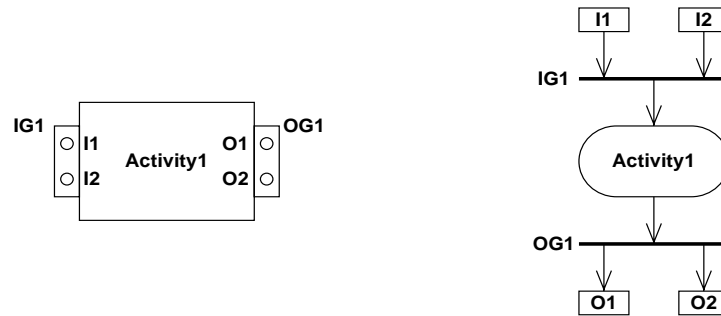 IG1 OG1
I1 O1
Activity1
I2 O2
I1 I2
IG1
Activity1
OG1
O1 O2